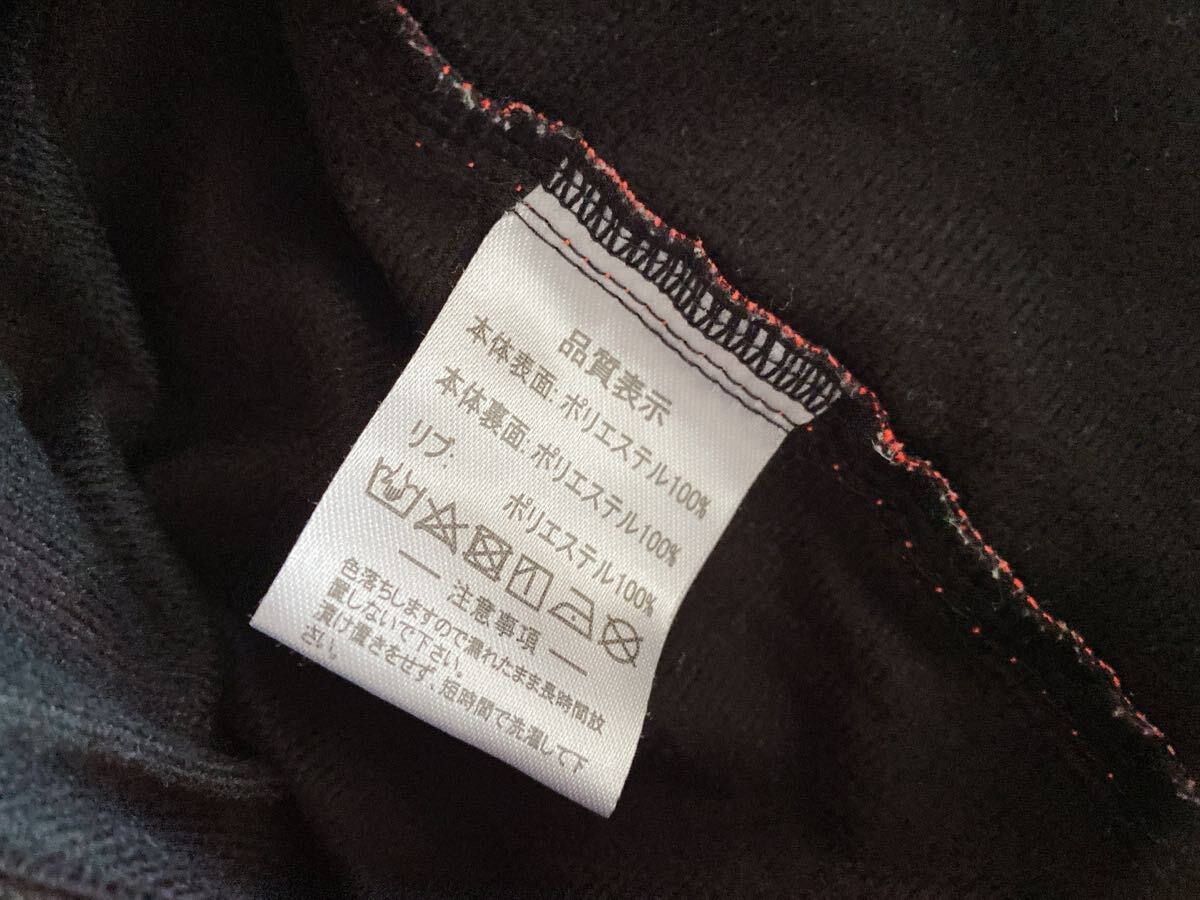 品質表示
本体表面: ポリエステル100%
本体裏面: ポリエステル100%
リブ: ポリエステル100%
— 注意事項 —
色落ちしますので濡れたまま長時間放
置しないで下さい。
漬け置きをせず、短時間で洗濯して下
さい。